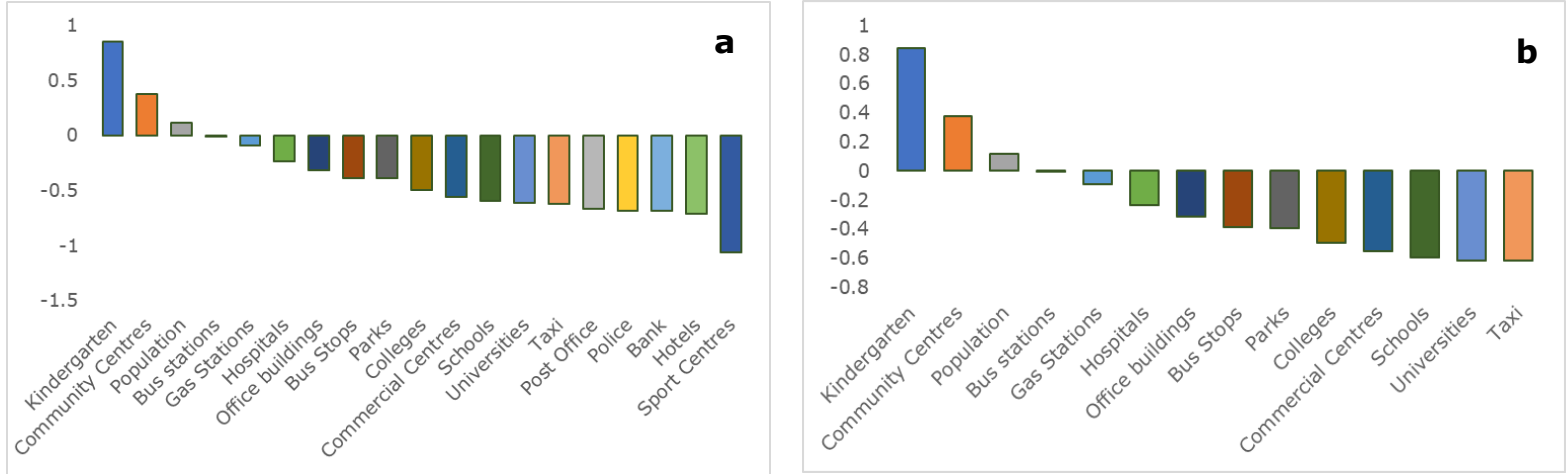 a
1
0.5
0
-0.5
-1
-1.5
Kindergarten
Community Centres
Population
Bus stations
Gas Stations
Hospitals
Office buildings
Bus Stops
Parks
Colleges
Commercial Centres
Schools
Universities
Taxi
Post Office
Police
Bank
Hotels
Sport Centres
b
1
0.8
0.6
0.4
0.2
0
-0.2
-0.4
-0.6
-0.8
Kindergarten
Community Centres
Population
Bus stations
Gas Stations
Hospitals
Office buildings
Bus Stops
Parks
Colleges
Commercial Centres
Schools
Universities
Taxi